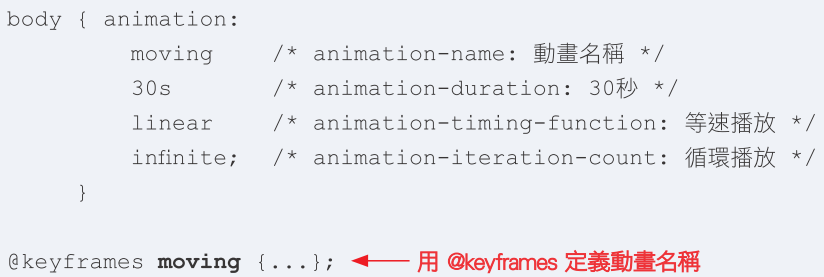 body { animation:
moving /* animation-name: 動畫名稱 */
30s /* animation-duration: 30秒 */
linear /* animation-timing-function: 等速播放 */
infinite; /* animation-iteration-count: 循環播放 */
}
@keyframes moving {...}; 用 @keyframes 定義動畫名稱